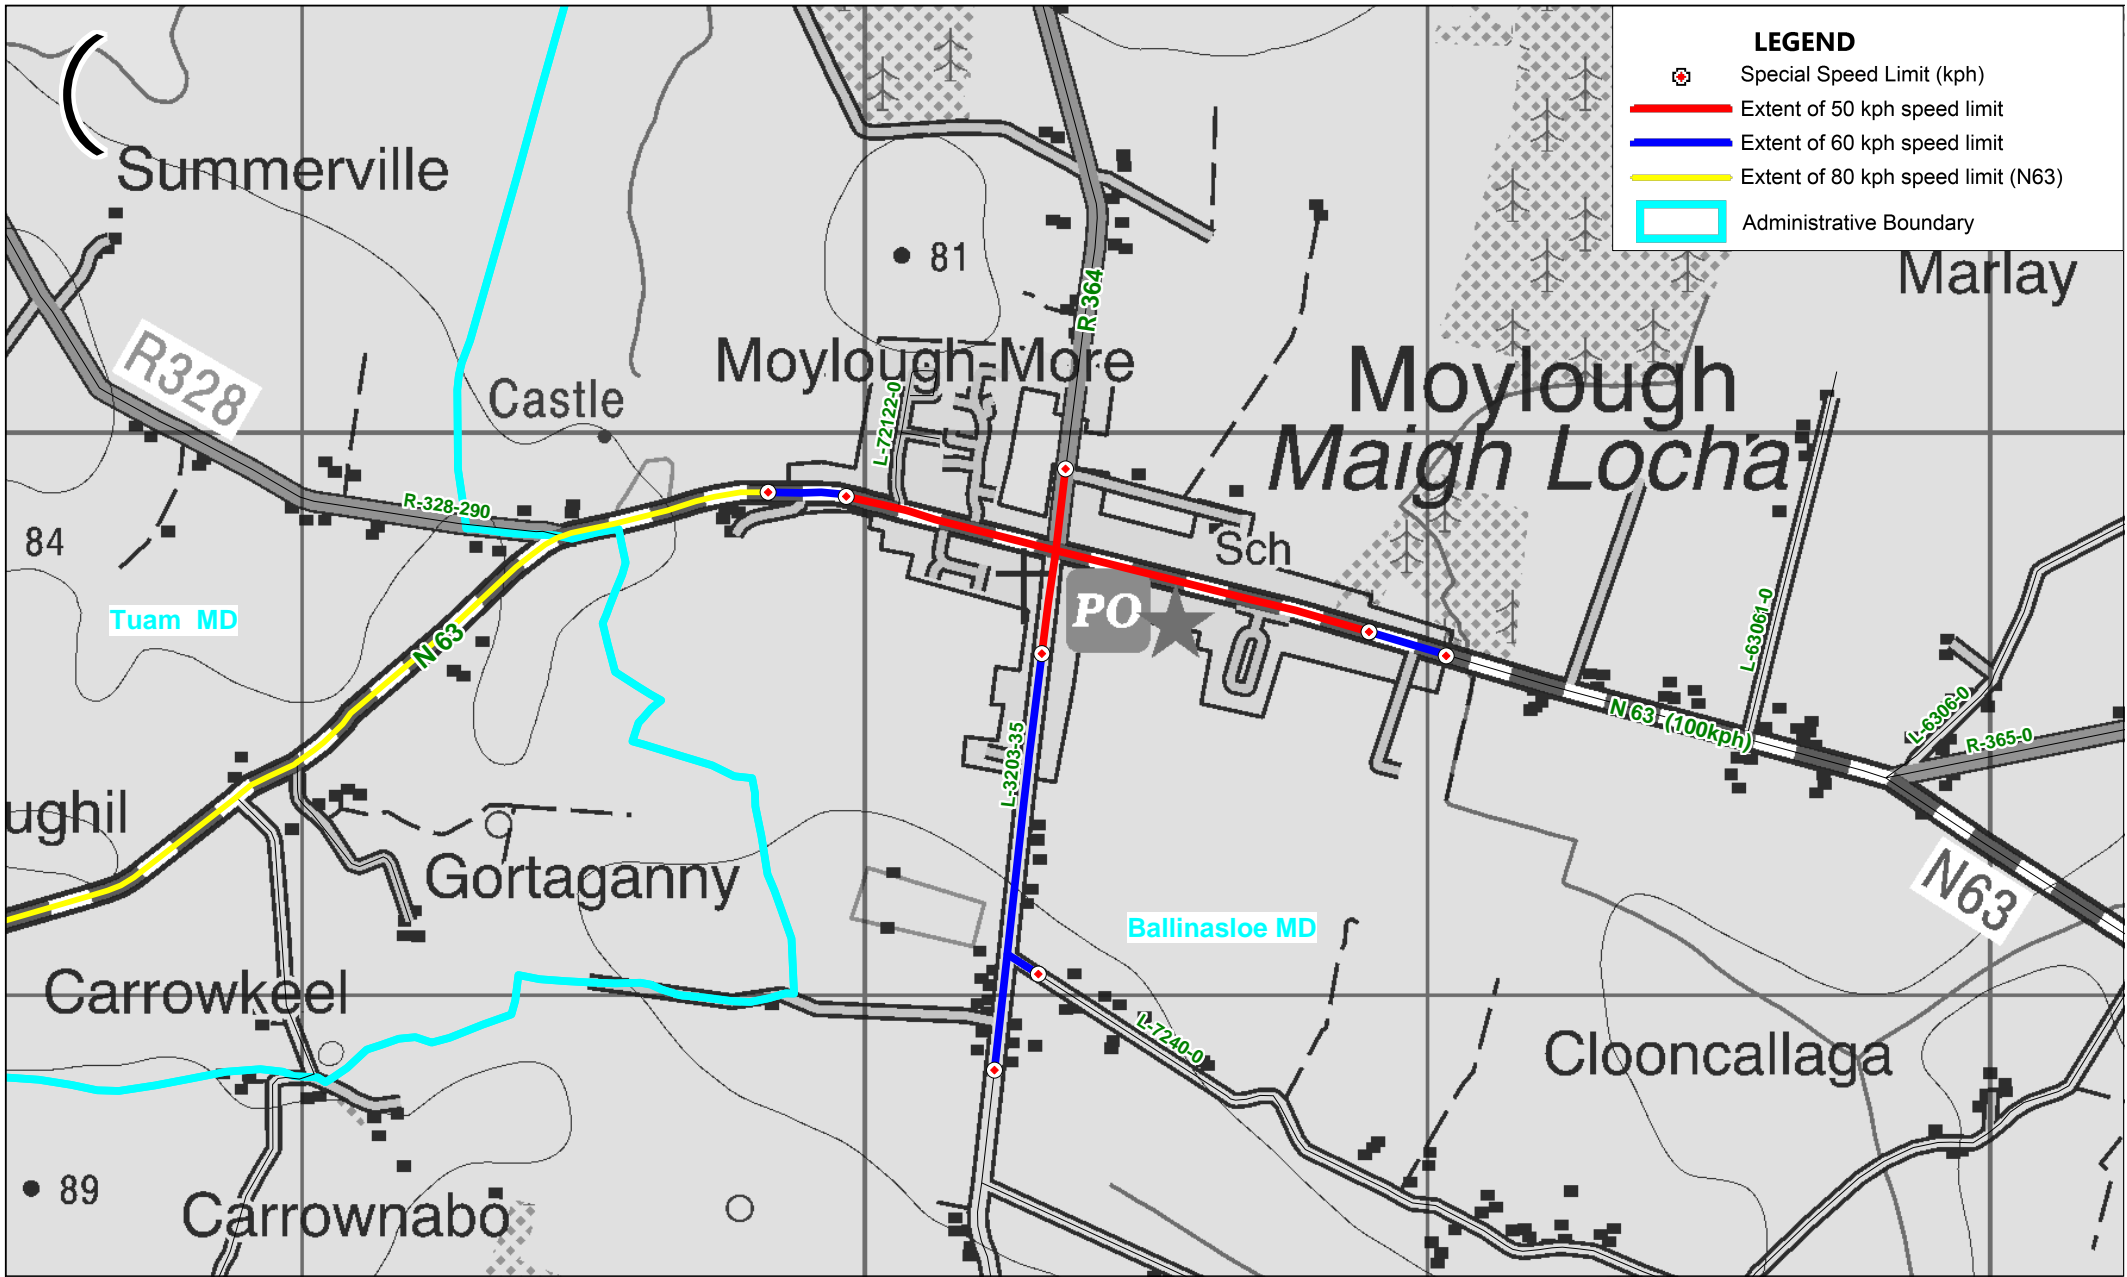 LEGEND
Special Speed Limit (kph)
Extent of 50 kph speed limit
Extent of 60 kph speed limit
Extent of 80 kph speed limit (N63)
Administrative Boundary
Summerville
Marlay
81
R 364
R328
Moylough More
Moylough
Maigh Locha
Castle
L-72122-0
R-328-290
84
Sch
Tuam MD
N 63
PO
L-63061-0
L-6306-0
N 63 (100kph)
R-365-0
L-3203-35
ughil
Gortaganny
N63
Ballinasloe MD
Carrowkeel
L-7240-0
Clooncallaga
89
Carrownabo